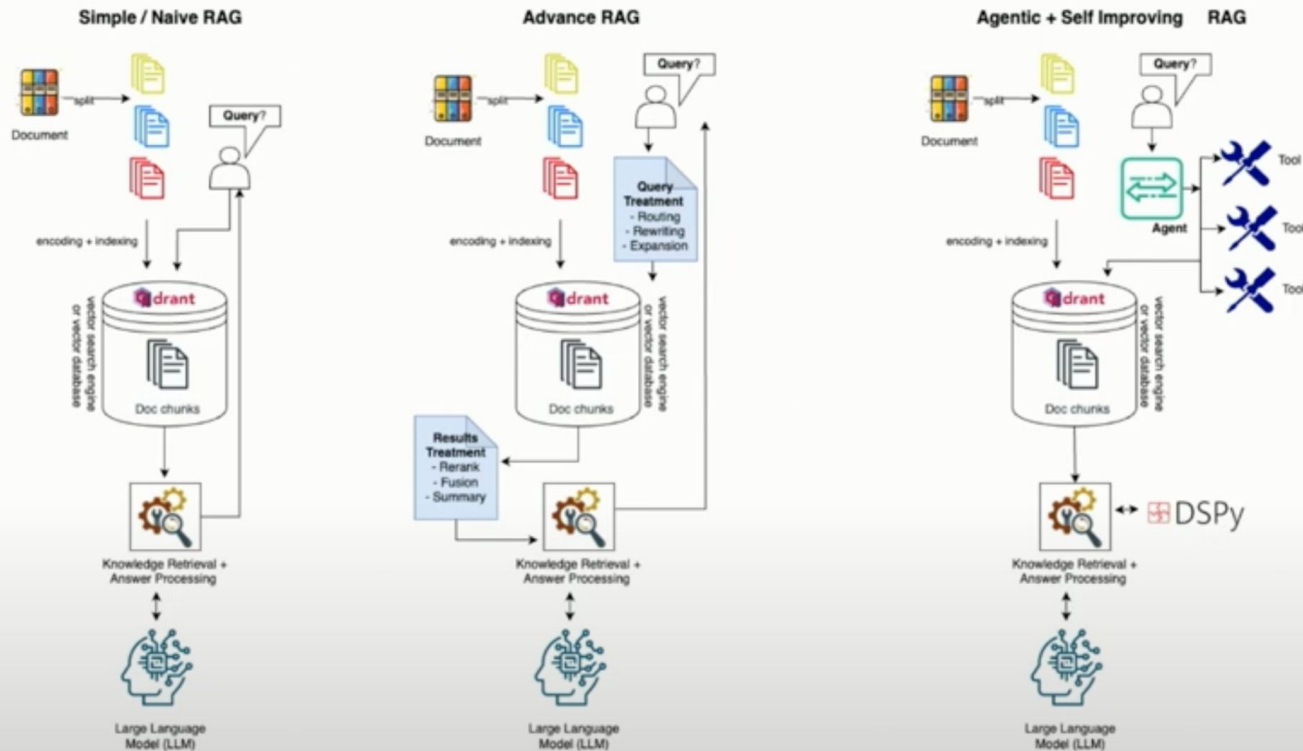 Simple / Naive RAG
Document
split
Query?
encoding + indexing
drant
vector search engine
or vector database
Doc chunks
Knowledge Retrieval +
Answer Processing
Large Language
Model (LLM)
Advance RAG
Document
split
Query?
Query
Treatment
- Routing
- Rewriting
- Expansion
encoding + indexing
drant
vector search engine
or vector database
Doc chunks
Results
Treatment
- Rerank
- Fusion
- Summary
Knowledge Retrieval +
Answer Processing
Large Language
Model (LLM)
Agentic + Self Improving RAG
Document
split
Query?
Agent
Tool
Tool
Tool
encoding + indexing
drant
vector search engine
or vector database
Doc chunks
DSPy
Knowledge Retrieval +
Answer Processing
Large Language
Model (LLM)